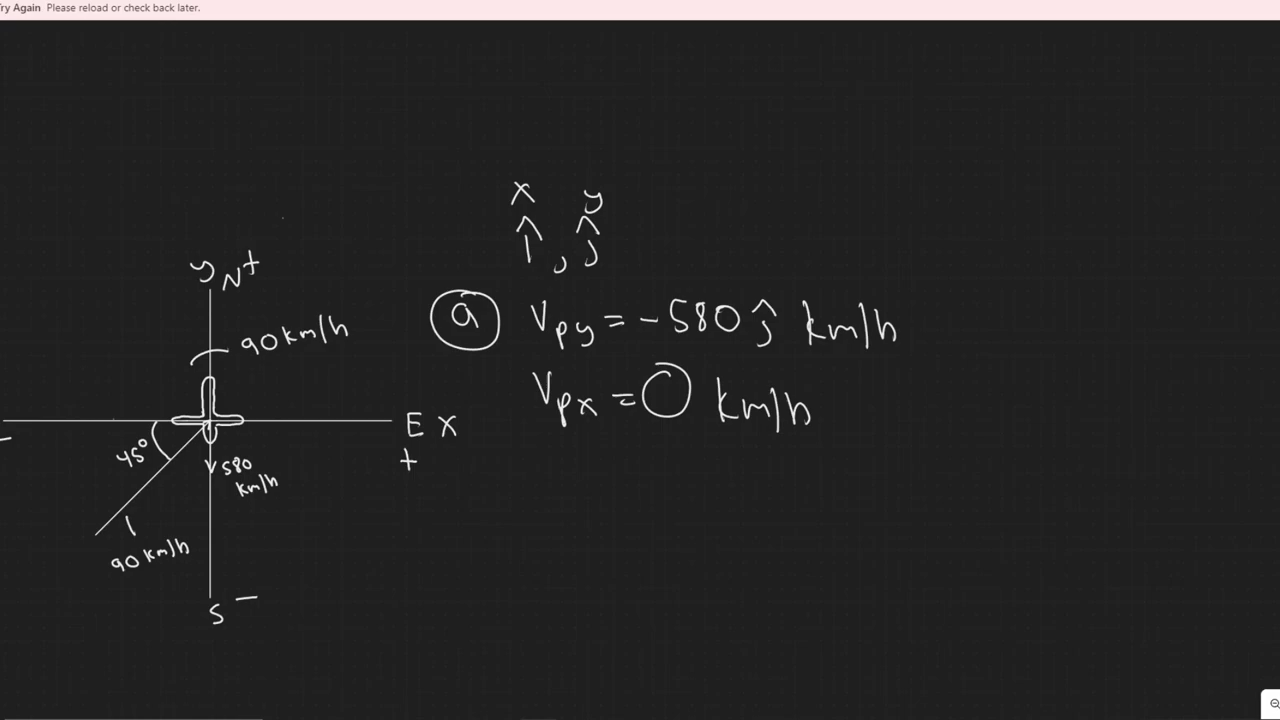 Try Again Please reload or check back later.
x y
î , ĵ
y N +
90 km/h
a V_py = -580 ĵ km/h
V_px = 0 km/h
E x
+
-
45°
580
km/h
90 km/h
S -